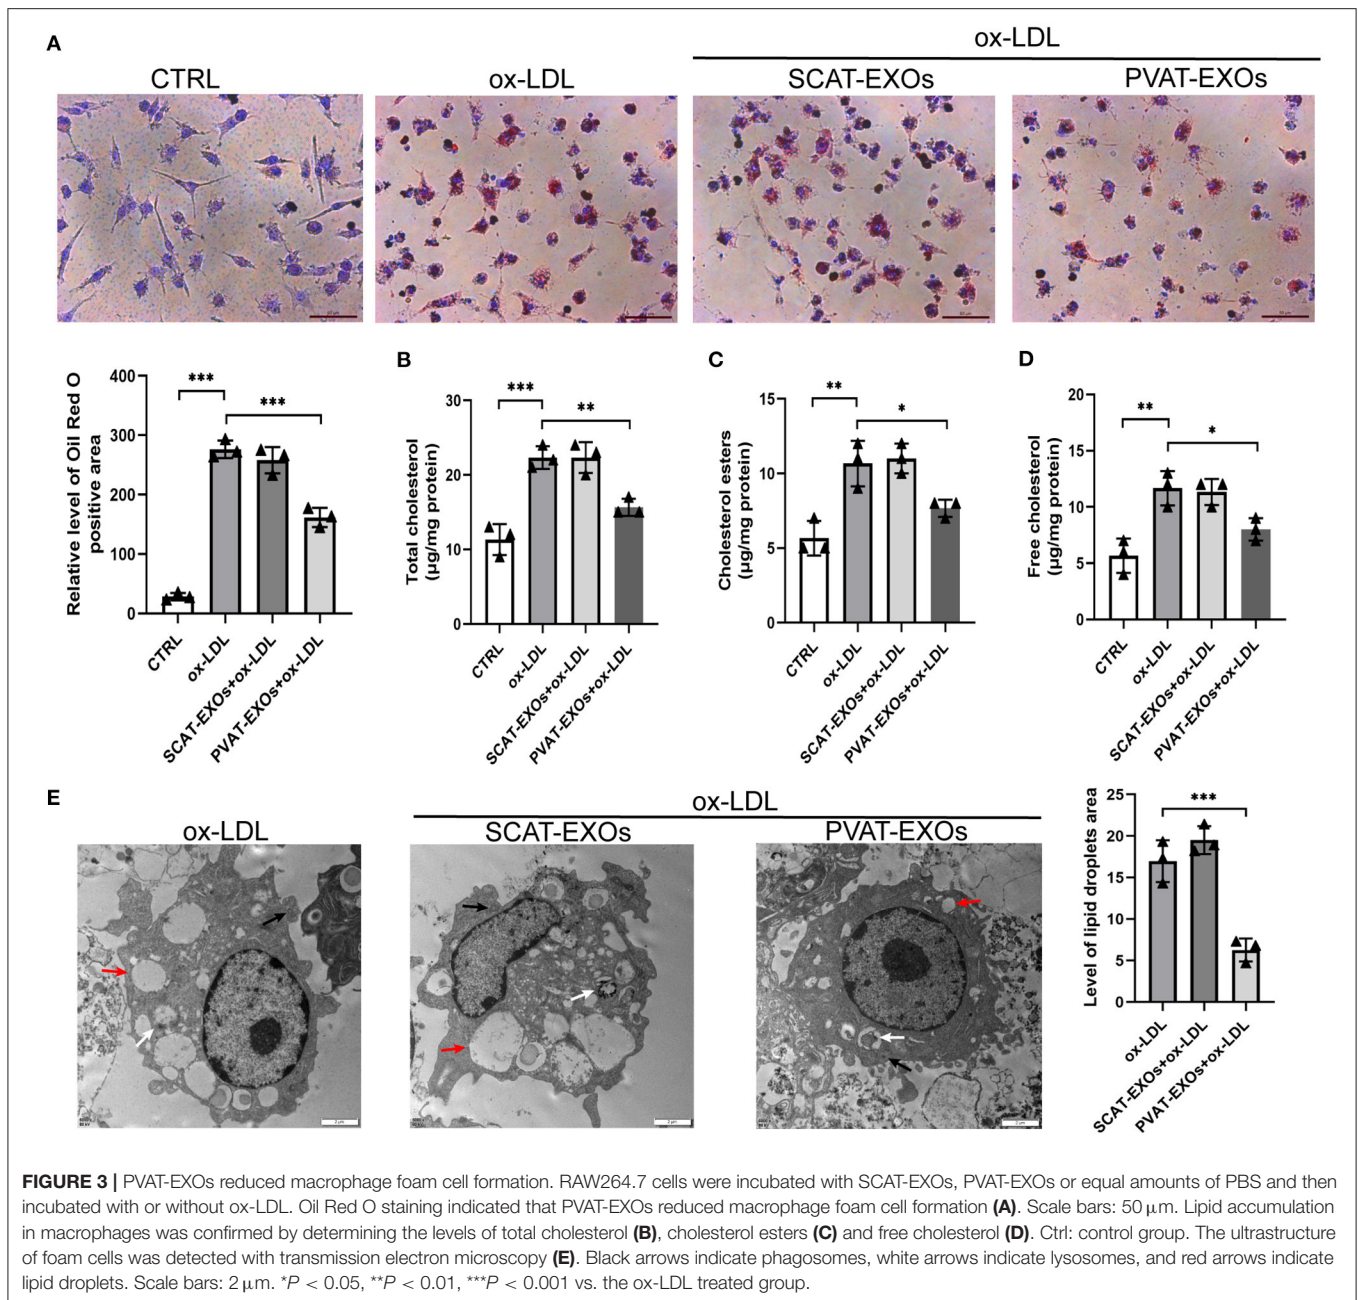 A
ox-LDL
CTRL
ox-LDL
SCAT-EXOs
PVAT-EXOs
50 μm
50 μm
Relative level of Oil Red O
positive area
400
300
200
100
0
***
***
CTRL
ox-LDL
SCAT-EXOs+ox-LDL
PVAT-EXOs+ox-LDL
B
Total cholesterol
(μg/mg protein)
30
20
10
0
***
**
CTRL
ox-LDL
SCAT-EXOs+ox-LDL
PVAT-EXOs+ox-LDL
C
Cholesterol esters
(μg/mg protein)
15
10
5
0
**
*
CTRL
ox-LDL
SCAT-EXOs+ox-LDL
PVAT-EXOs+ox-LDL
D
Free cholesterol
(μg/mg protein)
20
15
10
5
0
**
*
CTRL
ox-LDL
SCAT-EXOs+ox-LDL
PVAT-EXOs+ox-LDL
E
ox-LDL
ox-LDL
SCAT-EXOs
PVAT-EXOs
2 μm
2 μm
2 μm
Level of lipid droplets area
25
20
15
10
5
0
***
ox-LDL
SCAT-EXOs+ox-LDL
PVAT-EXOs+ox-LDL
FIGURE 3 | PVAT-EXOs reduced macrophage foam cell formation. RAW264.7 cells were incubated with SCAT-EXOs, PVAT-EXOs or equal amounts of PBS and then
incubated with or without ox-LDL. Oil Red O staining indicated that PVAT-EXOs reduced macrophage foam cell formation (A). Scale bars: 50 μm. Lipid accumulation
in macrophages was confirmed by determining the levels of total cholesterol (B), cholesterol esters (C) and free cholesterol (D). Ctrl: control group. The ultrastructure
of foam cells was detected with transmission electron microscopy (E). Black arrows indicate phagosomes, white arrows indicate lysosomes, and red arrows indicate
lipid droplets. Scale bars: 2 μm. *P < 0.05, **P < 0.01, ***P < 0.001 vs. the ox-LDL treated group.